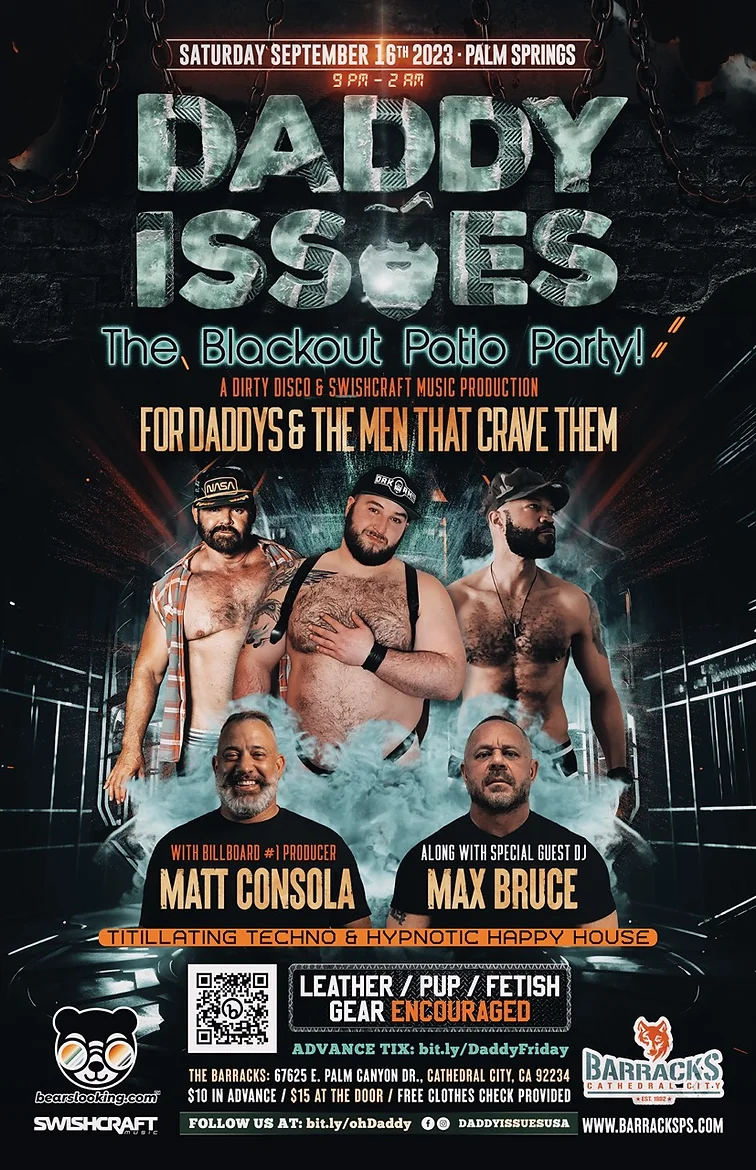 SATURDAY SEPTEMBER 16TH 2023 · PALM SPRINGS
9 PM – 2 AM
DADDY
ISSUES
The Blackout Patio Party!
A DIRTY DISCO & SWISHCRAFT MUSIC PRODUCTION
FOR DADDYS & THE MEN THAT CRAVE THEM
NASA
WITH BILLBOARD #1 PRODUCER
MATT CONSOLA
ALONG WITH SPECIAL GUEST DJ
MAX BRUCE
TITILLATING TECHNO & HYPNOTIC HAPPY HOUSE
LEATHER / PUP / FETISH
GEAR ENCOURAGED
ADVANCE TIX: bit.ly/DaddyFriday
THE BARRACKS: 67625 E. PALM CANYON DR., CATHEDRAL CITY, CA 92234
$10 IN ADVANCE / $15 AT THE DOOR / FREE CLOTHES CHECK PROVIDED
FOLLOW US AT: bit.ly/ohDaddy DADDYISSUESUSA
bearslooking.com
SWISHCRAFT
music
BARRACKS
CATHEDRAL CITY
EST. 1982
WWW.BARRACKSPS.COM